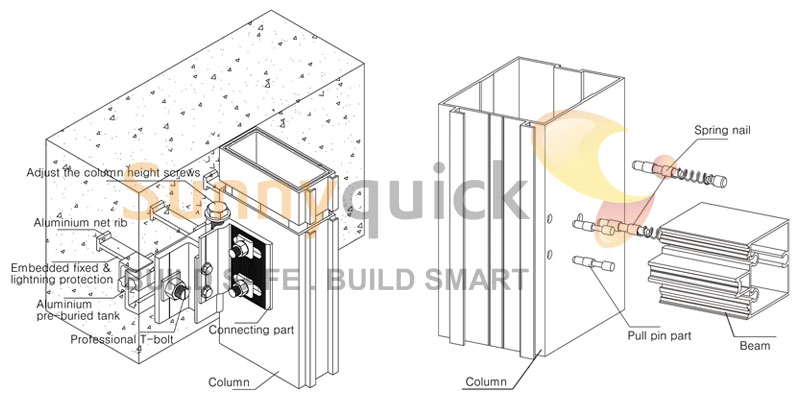 Adjust the column height screws
Aluminium net rib
Embedded fixed &
lightning protection
Aluminium
pre-buried tank
Professional T-bolt
Connecting part
Column
Sunnyquick
BUILD SAFE . BUILD SMART
Spring nail
Pull pin part
Beam
Column